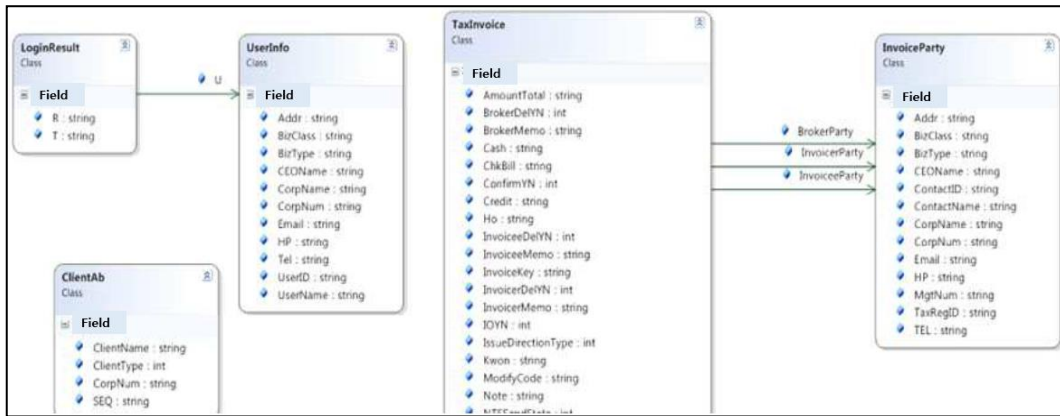 LoginResult
Class
Field
R : string
T : string
U
UserInfo
Class
Field
Addr : string
BizClass : string
BizType : string
CEOName : string
CorpName : string
CorpNum : string
Email : string
HP : string
Tel : string
UserID : string
UserName : string
ClientAb
Class
Field
ClientName : string
ClientType : int
CorpNum : string
SEQ : string
TaxInvoice
Class
Field
AmountTotal : string
BrokerDelYN : int
BrokerMemo : string
Cash : string
ChkBill : string
ConfirmYN : int
Credit : string
Ho : string
InvoiceeDelYN : int
InvoiceeMemo : string
InvoiceKey : string
InvoicerDelYN : int
InvoicerMemo : string
IOYN : int
IssueDirectionType : int
Kwon : string
ModifyCode : string
Note : string
NTSSendState : int
BrokerParty
InvoicerParty
InvoiceeParty
InvoiceParty
Class
Field
Addr : string
BizClass : string
BizType : string
CEOName : string
ContactID : string
ContactName : string
CorpName : string
CorpNum : string
Email : string
HP : string
MgtNum : string
TaxRegID : string
TEL : string